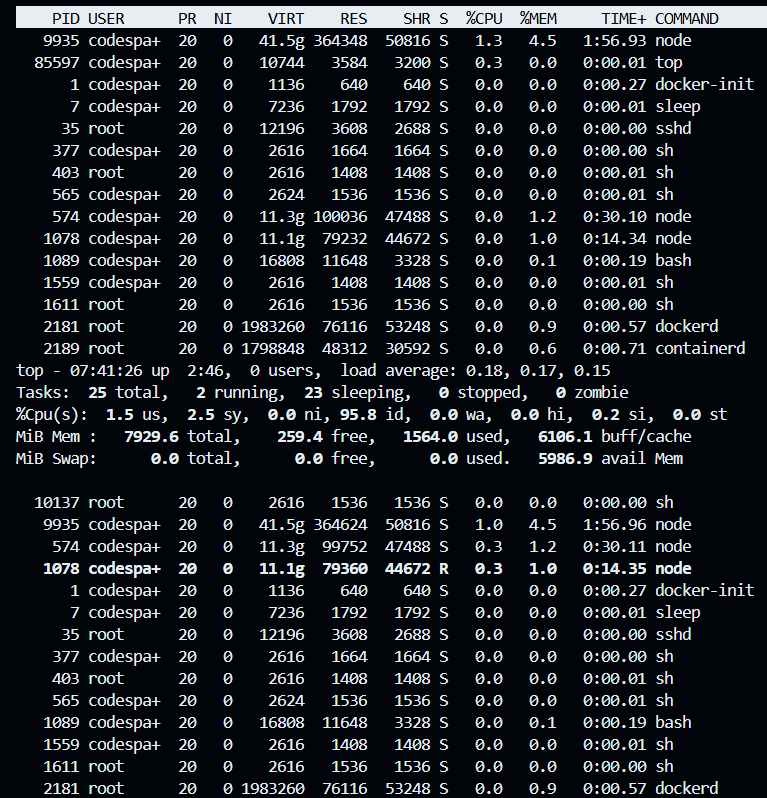 PID USER PR NI VIRT RES SHR S %CPU %MEM TIME+ COMMAND
9935 codespa+ 20 0 41.5g 364348 50816 S 1.3 4.5 1:56.93 node
85597 codespa+ 20 0 10744 3584 3200 S 0.3 0.0 0:00.01 top
1 codespa+ 20 0 1136 640 640 S 0.0 0.0 0:00.27 docker-init
7 codespa+ 20 0 7236 1792 1792 S 0.0 0.0 0:00.01 sleep
35 root 20 0 12196 3608 2688 S 0.0 0.0 0:00.00 sshd
377 codespa+ 20 0 2616 1664 1664 S 0.0 0.0 0:00.00 sh
403 root 20 0 2616 1408 1408 S 0.0 0.0 0:00.01 sh
565 codespa+ 20 0 2624 1536 1536 S 0.0 0.0 0:00.01 sh
574 codespa+ 20 0 11.3g 100036 47488 S 0.0 1.2 0:30.10 node
1078 codespa+ 20 0 11.1g 79232 44672 S 0.0 1.0 0:14.34 node
1089 codespa+ 20 0 16808 11648 3328 S 0.0 0.1 0:00.19 bash
1559 codespa+ 20 0 2616 1408 1408 S 0.0 0.0 0:00.01 sh
1611 root 20 0 2616 1536 1536 S 0.0 0.0 0:00.00 sh
2181 root 20 0 1983260 76116 53248 S 0.0 0.9 0:00.57 dockerd
2189 root 20 0 1798848 48312 30592 S 0.0 0.6 0:00.71 containerd
top - 07:41:26 up 2:46, 0 users, load average: 0.18, 0.17, 0.15
Tasks: 25 total, 2 running, 23 sleeping, 0 stopped, 0 zombie
%Cpu(s): 1.5 us, 2.5 sy, 0.0 ni, 95.8 id, 0.0 wa, 0.0 hi, 0.2 si, 0.0 st
MiB Mem : 7929.6 total, 259.4 free, 1564.0 used, 6106.1 buff/cache
MiB Swap: 0.0 total, 0.0 free, 0.0 used. 5986.9 avail Mem
10137 root 20 0 2616 1536 1536 S 0.0 0.0 0:00.00 sh
9935 codespa+ 20 0 41.5g 364624 50816 S 1.0 4.5 1:56.96 node
574 codespa+ 20 0 11.3g 99752 47488 S 0.3 1.2 0:30.11 node
1078 codespa+ 20 0 11.1g 79360 44672 R 0.3 1.0 0:14.35 node
1 codespa+ 20 0 1136 640 640 S 0.0 0.0 0:00.27 docker-init
7 codespa+ 20 0 7236 1792 1792 S 0.0 0.0 0:00.01 sleep
35 root 20 0 12196 3608 2688 S 0.0 0.0 0:00.00 sshd
377 codespa+ 20 0 2616 1664 1664 S 0.0 0.0 0:00.00 sh
403 root 20 0 2616 1408 1408 S 0.0 0.0 0:00.01 sh
565 codespa+ 20 0 2624 1536 1536 S 0.0 0.0 0:00.01 sh
1089 codespa+ 20 0 16808 11648 3328 S 0.0 0.1 0:00.19 bash
1559 codespa+ 20 0 2616 1408 1408 S 0.0 0.0 0:00.01 sh
1611 root 20 0 2616 1536 1536 S 0.0 0.0 0:00.00 sh
2181 root 20 0 1983260 76116 53248 S 0.0 0.9 0:00.57 dockerd